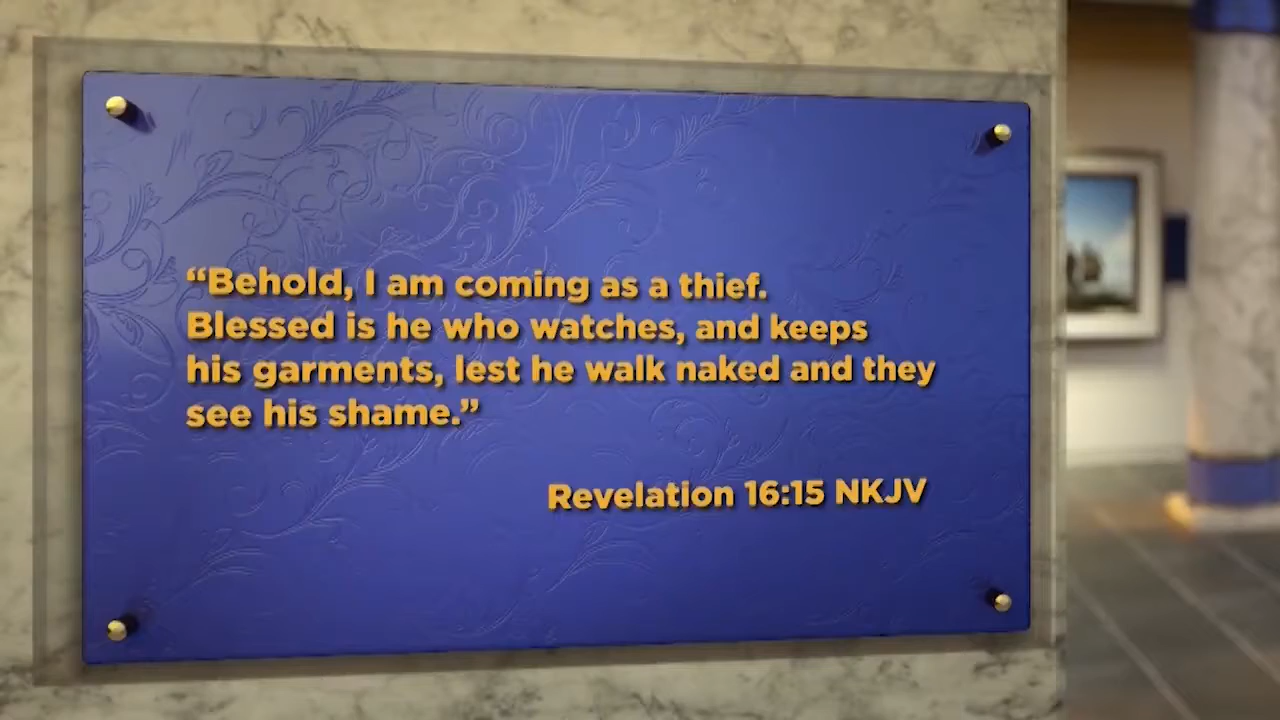 “Behold, I am coming as a thief.
Blessed is he who watches, and keeps
his garments, lest he walk naked and they
see his shame.”
Revelation 16:15 NKJV